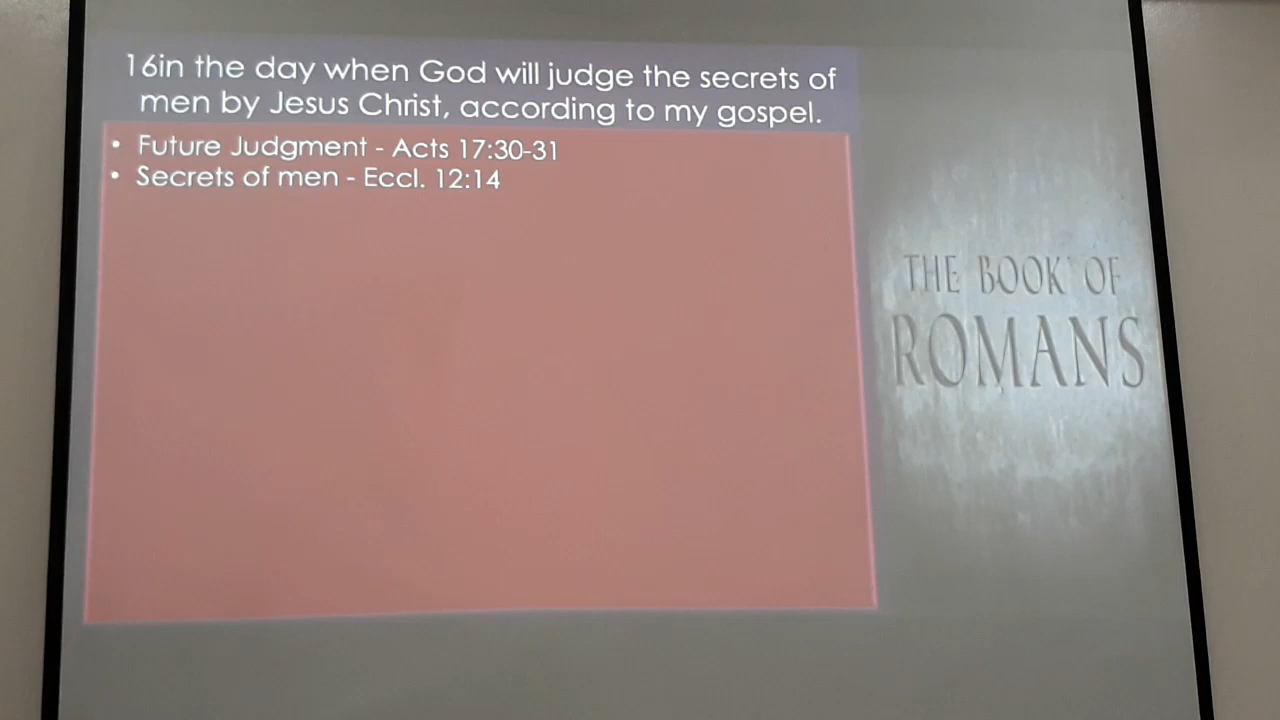 16in the day when God will judge the secrets of
men by Jesus Christ, according to my gospel.
• Future Judgment - Acts 17:30-31
• Secrets of men - Eccl. 12:14
THE BOOK OF
ROMANS